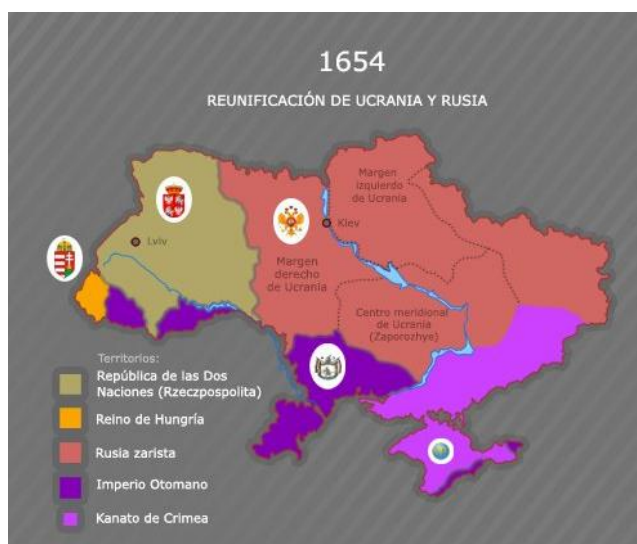 1654
REUNIFICACIÓN DE UCRANIA Y RUSIA
Margen
izquierdo
de Ucrania
Kiev
Lviv
Margen
derecho
de Ucrania
Centro meridional
de Ucrania
(Zaporozhye)
Territorios:
República de las Dos
Naciones (Rzeczpospolita)
Reino de Hungría
Rusia zarista
Imperio Otomano
Kanato de Crimea